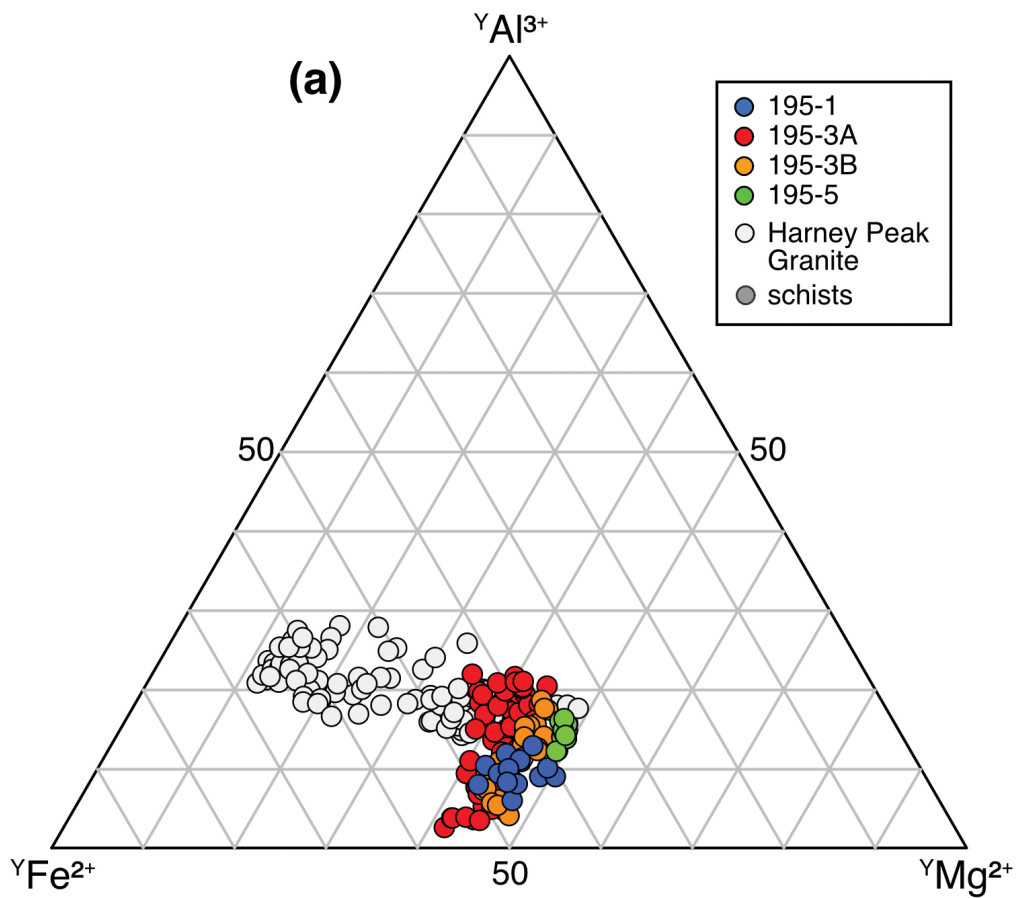 ʸAl³⁺
(a)
195-1
195-3A
195-3B
195-5
Harney Peak
Granite
schists
50
50
ʸFe²⁺
50
ʸMg²⁺